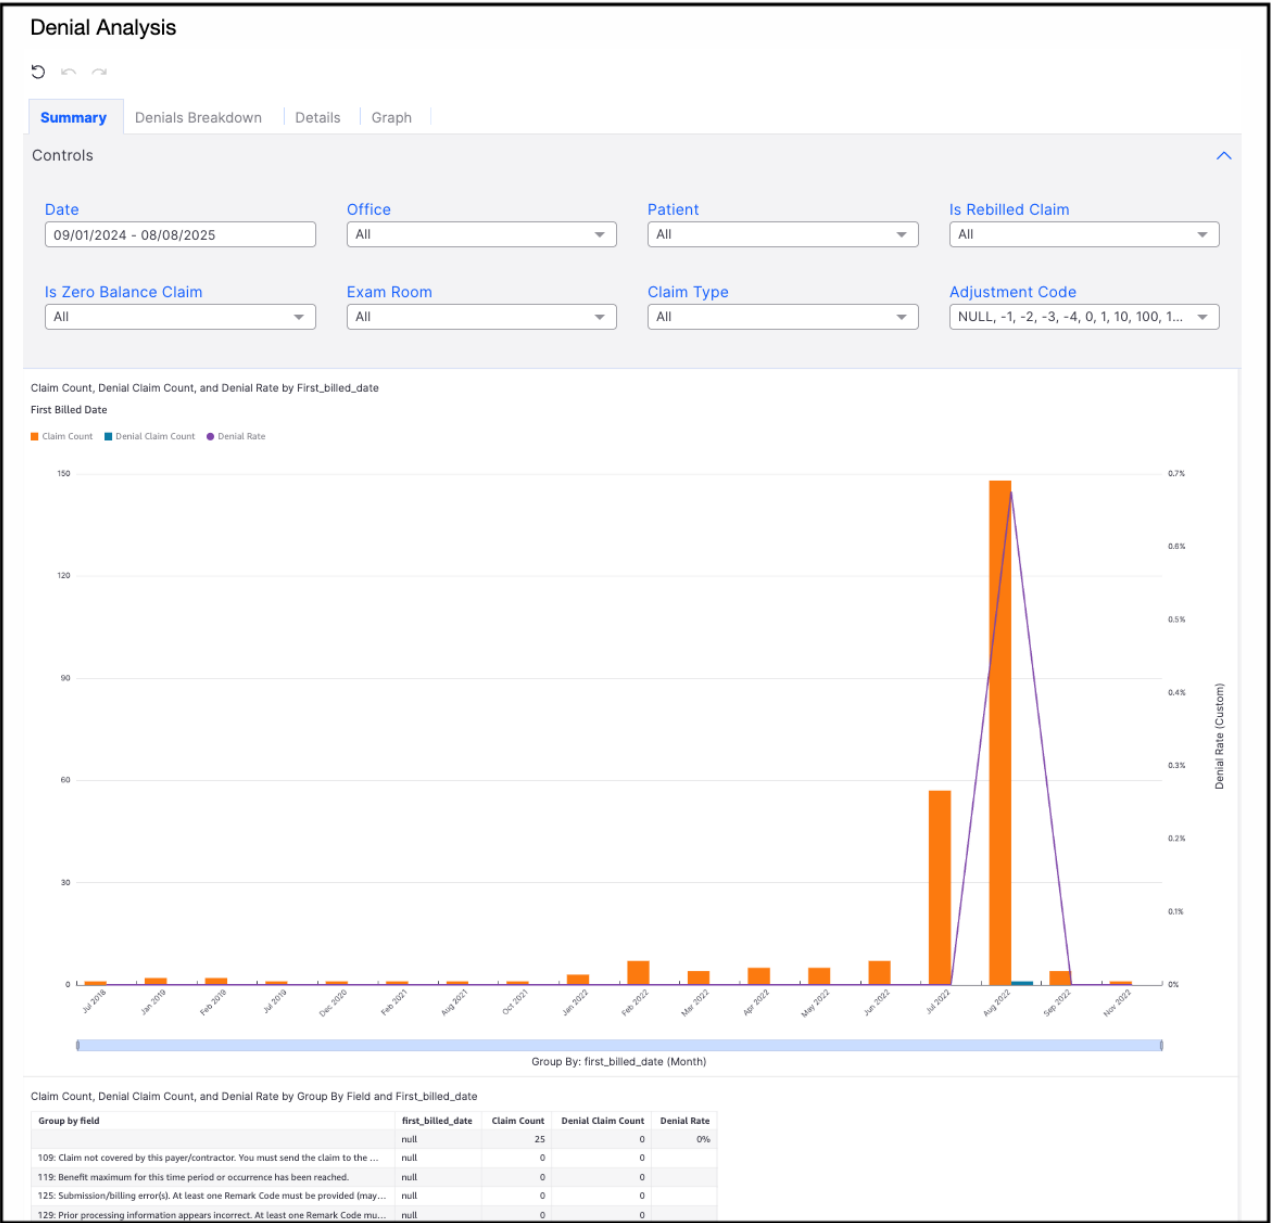 Denial Analysis
Summary Denials Breakdown Details Graph
Controls
Date Office Patient Is Rebilled Claim
09/01/2024 - 08/08/2025 All All All
Is Zero Balance Claim Exam Room Claim Type Adjustment Code
All All All NULL, -1, -2, -3, -4, 0, 1, 10, 100, 1...
Claim Count, Denial Claim Count, and Denial Rate by First_billed_date
First Billed Date
Claim Count Denial Claim Count Denial Rate
150 0.7%
0.6%
120
0.5%
90
0.4%
Denial Rate (Custom)
60
0.3%
0.2%
30
0.1%
0 0%
Jul 2018 Jan 2019 Feb 2019 Jul 2019 Dec 2020 Feb 2021 Aug 2021 Oct 2021 Jan 2022 Feb 2022 Mar 2022 Apr 2022 May 2022 Jun 2022 Jul 2022 Aug 2022 Sep 2022 Nov 2022
Group By: first_billed_date (Month)
Claim Count, Denial Claim Count, and Denial Rate by Group By Field and First_billed_date
Group by field first_billed_date Claim Count Denial Claim Count Denial Rate
null 25 0 0%
109: Claim not covered by this payer/contractor. You must send the claim to the ... null 0 0
119: Benefit maximum for this time period or occurrence has been reached. null 0 0
125: Submission/billing error(s). At least one Remark Code must be provided (may... null 0 0
129: Prior processing information appears incorrect. At least one Remark Code mu... null 0 0